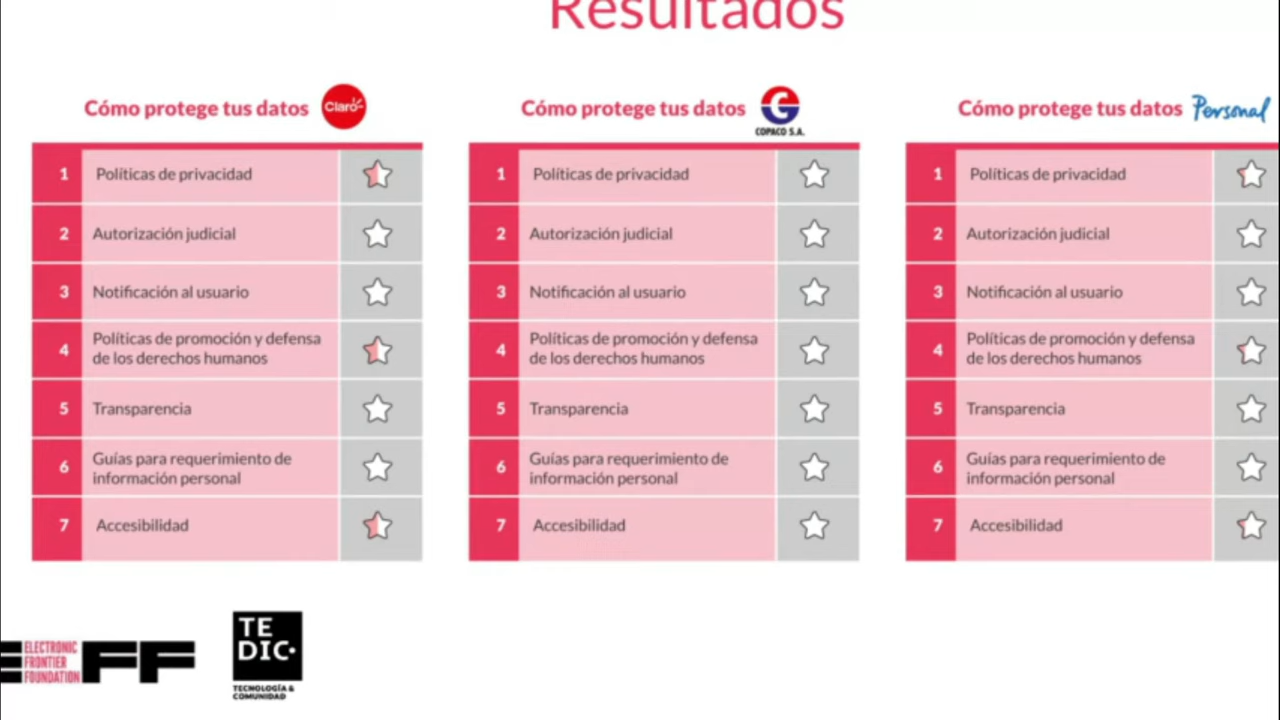 Resultados
Cómo protege tus datos Claro
1 Políticas de privacidad
2 Autorización judicial
3 Notificación al usuario
4 Políticas de promoción y defensa
de los derechos humanos
5 Transparencia
6 Guías para requerimiento de
información personal
7 Accesibilidad
Cómo protege tus datos
COPACO S.A.
1 Políticas de privacidad
2 Autorización judicial
3 Notificación al usuario
4 Políticas de promoción y defensa
de los derechos humanos
5 Transparencia
6 Guías para requerimiento de
información personal
7 Accesibilidad
Cómo protege tus datos Personal
1 Políticas de privacidad
2 Autorización judicial
3 Notificación al usuario
4 Políticas de promoción y defensa
de los derechos humanos
5 Transparencia
6 Guías para requerimiento de
información personal
7 Accesibilidad
EFF
ELECTRONIC
FRONTIER
FOUNDATION
TE
DIC
TECNOLOGÍA &
COMUNIDAD